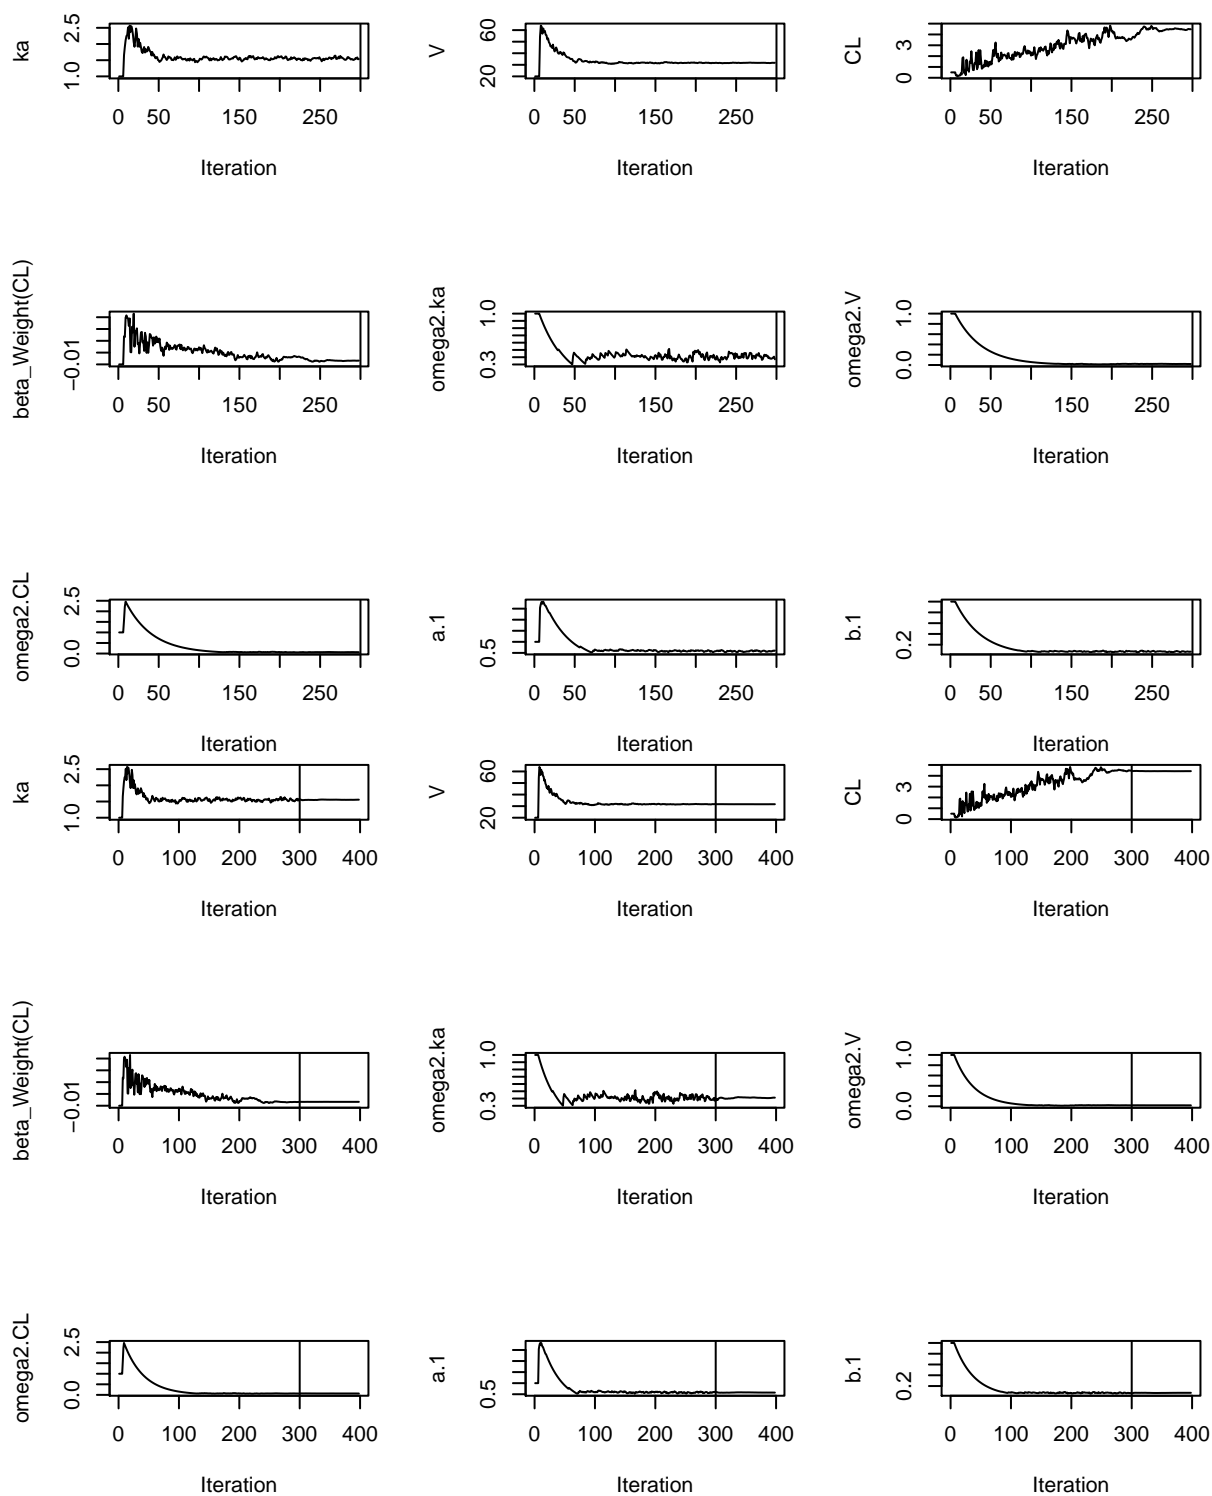 ka
1.0 2.5
0 50 150 250
Iteration
V
20 60
0 50 150 250
Iteration
CL
0 3
0 50 150 250
Iteration
beta_Weight(CL)
−0.01
0 50 150 250
Iteration
omega2.ka
0.3 1.0
0 50 150 250
Iteration
omega2.V
0.0 1.0
0 50 150 250
Iteration
omega2.CL
0.0 2.5
0 50 150 250
Iteration
a.1
0.5
0 50 150 250
Iteration
b.1
0.2
0 50 150 250
Iteration
ka
1.0 2.5
0 100 200 300 400
Iteration
V
20 60
0 100 200 300 400
Iteration
CL
0 3
0 100 200 300 400
Iteration
beta_Weight(CL)
−0.01
0 100 200 300 400
Iteration
omega2.ka
0.3 1.0
0 100 200 300 400
Iteration
omega2.V
0.0 1.0
0 100 200 300 400
Iteration
omega2.CL
0.0 2.5
0 100 200 300 400
Iteration
a.1
0.5
0 100 200 300 400
Iteration
b.1
0.2
0 100 200 300 400
Iteration